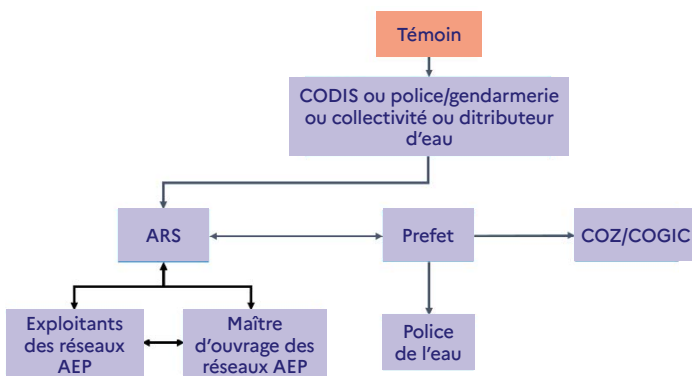 Témoin
CODIS ou police/gendarmerie
ou collectivité ou ditributeur
d'eau
ARS
Prefet
COZ/COGIC
Exploitants
des réseaux
AEP
Maître
d'ouvrage des
réseaux AEP
Police
de l'eau